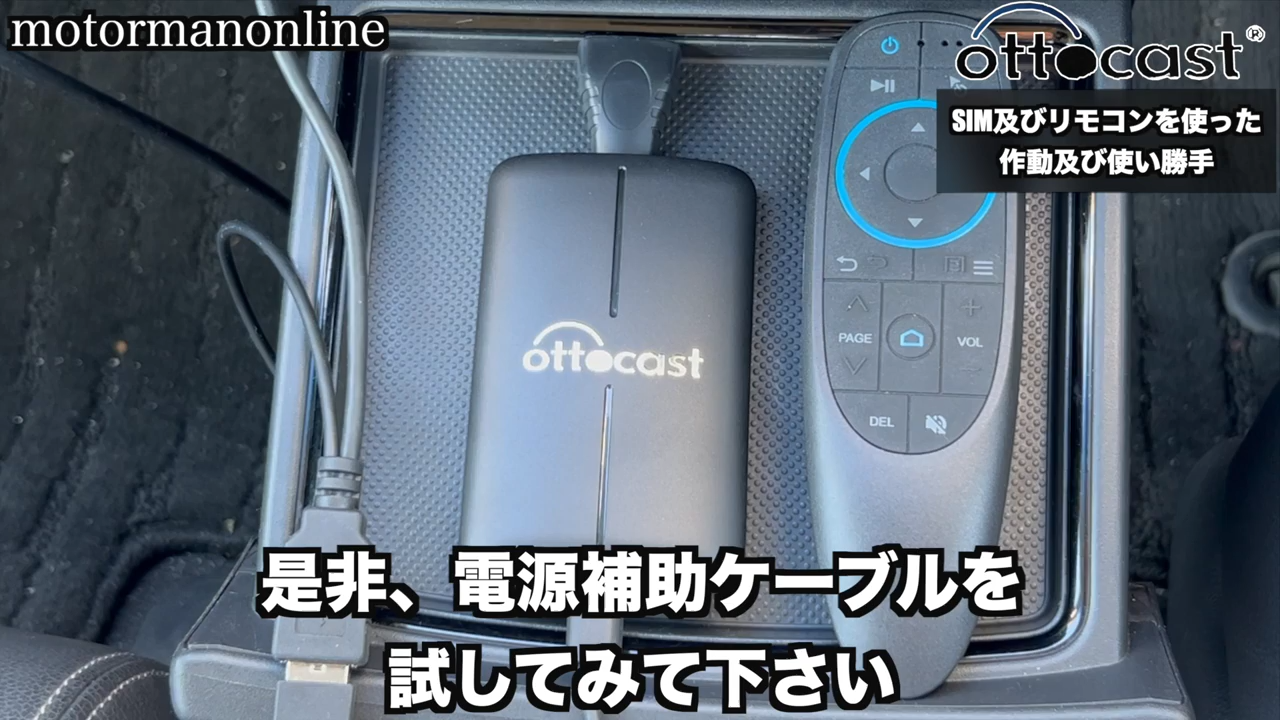 motormanonline
ottocast®
SIM及びリモコンを使った
作動及び使い勝手
ottocast
PAGE
VOL
DEL
是非、電源補助ケーブルを
試してみて下さい